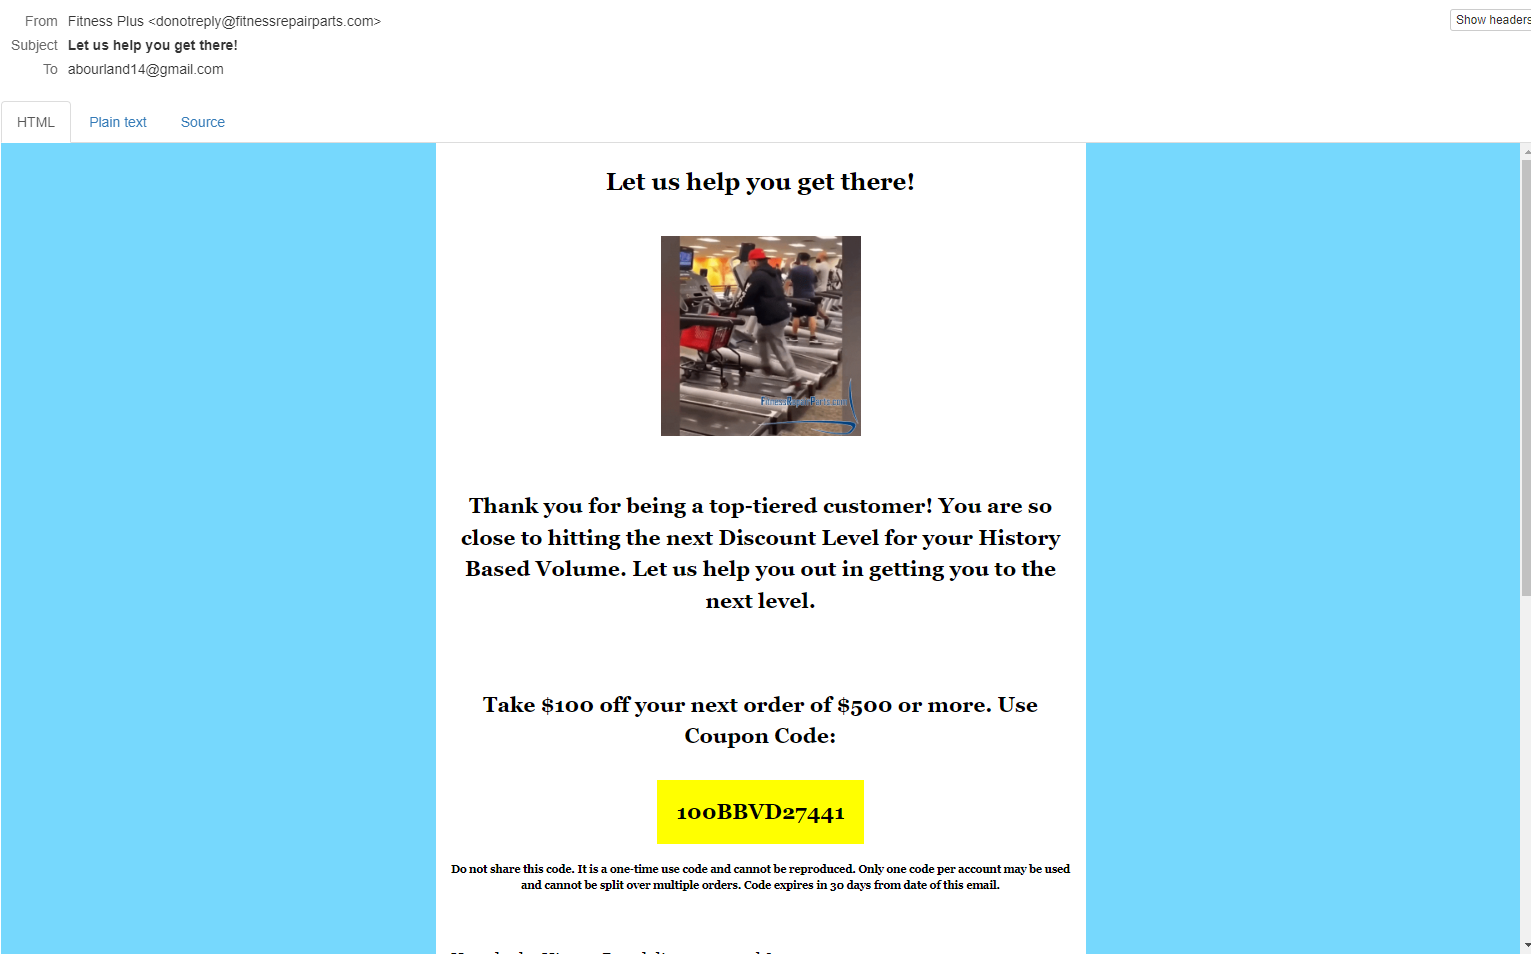 From Fitness Plus <donotreply@fitnessrepairparts.com>
Show headers
Subject Let us help you get there!
To abourland14@gmail.com
HTML Plain text Source
Let us help you get there!
FitnessRepairParts.com
Thank you for being a top-tiered customer! You are so
close to hitting the next Discount Level for your History
Based Volume. Let us help you out in getting you to the
next level.
Take $100 off your next order of $500 or more. Use
Coupon Code:
100BBVD27441
Do not share this code. It is a one-time use code and cannot be reproduced. Only one code per account may be used
and cannot be split over multiple orders. Code expires in 30 days from date of this email.